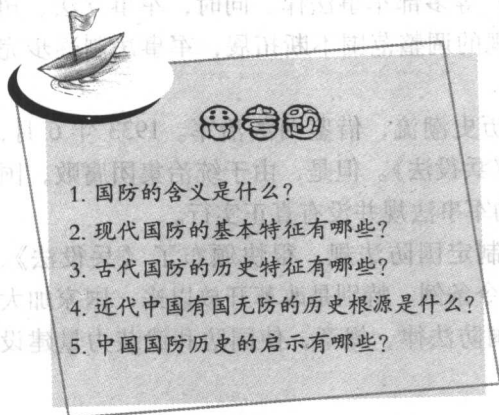 思考题
1. 国防的含义是什么?
2. 现代国防的基本特征有哪些?
3. 古代国防的历史特征有哪些?
4. 近代中国有国无防的历史根源是什么?
5. 中国国防历史的启示有哪些?